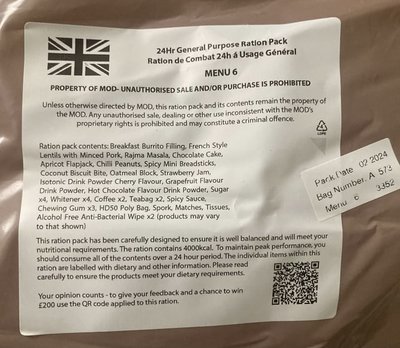 24Hr General Purpose Ration Pack
Ration de Combat 24h á Usage Général
MENU 6
PROPERTY OF MOD- UNAUTHORISED SALE AND/OR PURCHASE IS PROHIBITED
Unless otherwise directed by MOD, this ration pack and its contents remain the property of
the MOD. Any unauthorised sale, dealing or other use inconsistent with the MOD's
proprietary rights is prohibited and may constitute a criminal offence.
Ration pack contents: Breakfast Burrito Filling, French Style
Lentils with Minced Pork, Rajma Masala, Chocolate Cake,
Apricot Flapjack, Chilli Peanuts, Spicy Mini Breadsticks,
Coconut Biscuit Bite, Oatmeal Block, Strawberry Jam,
Isotonic Drink Powder Cherry Flavour, Grapefruit Flavour
Drink Powder, Hot Chocolate Flavour Drink Powder, Sugar
x4, Whitener x4, Coffee x2, Teabag x2, Spicy Sauce,
Chewing Gum x3, HD50 Poly Bag, Spork, Matches, Tissues,
Alcohol Free Anti-Bacterial Wipe x2 (products may vary
to that shown)
Pack Date 02 2024
Bag Number: A 573
Menu 6 3352
This ration pack has been carefully designed to ensure it is well balanced and will meet your
nutritional requirements. The ration contains 4000kcal. To maintain peak performance, you
should consume all of the contents over a 24 hour period. The individual items within this
ration are labelled with dietary and other information. Please read
carefully to ensure the products meet your dietary requirements.
Your opinion counts - to give your feedback and a chance to win
£200 use the QR code applied to this ration.